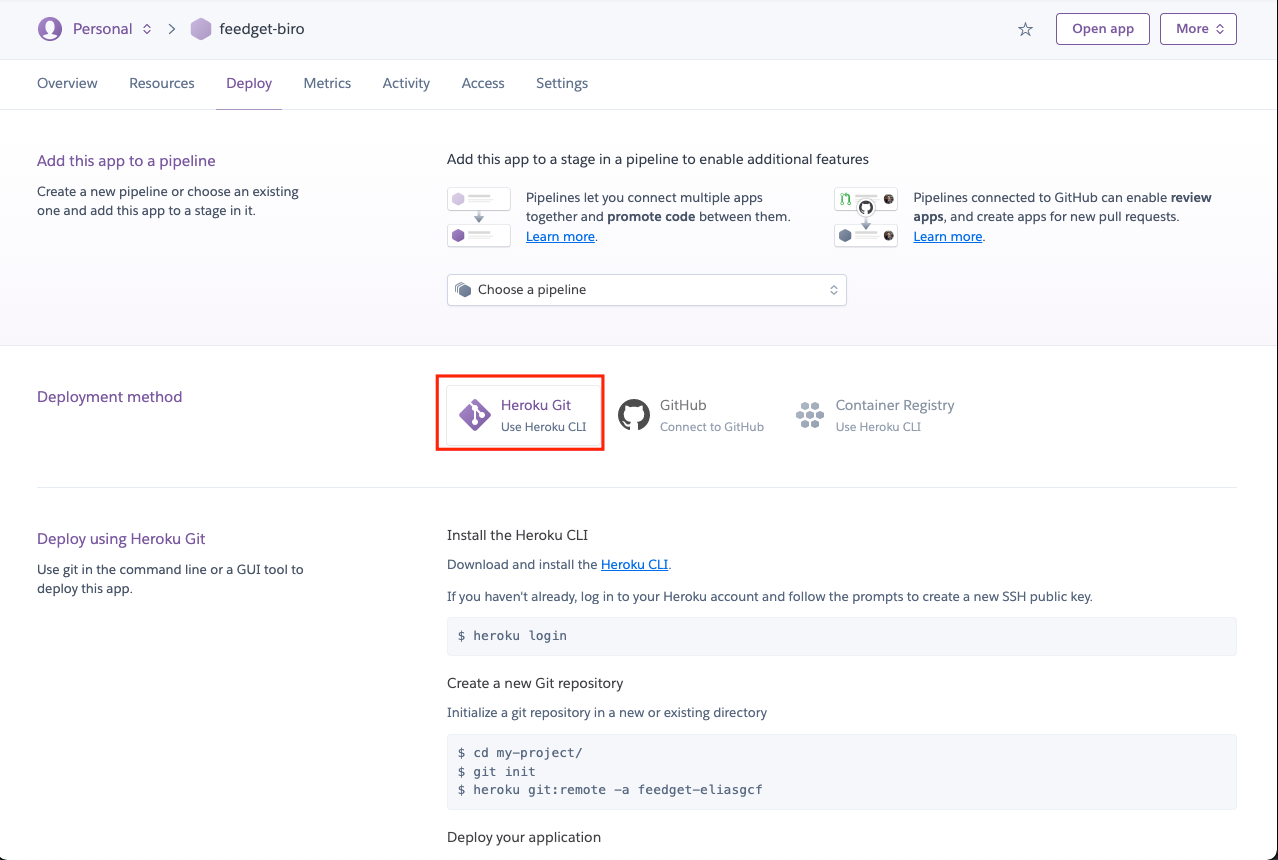 Personal
feedget-biro
Open app
More
Overview
Resources
Deploy
Metrics
Activity
Access
Settings
Add this app to a pipeline
Create a new pipeline or choose an existing
one and add this app to a stage in it.
Add this app to a stage in a pipeline to enable additional features
Pipelines let you connect multiple apps
together and promote code between them.
Learn more.
Pipelines connected to GitHub can enable review
apps, and create apps for new pull requests.
Learn more.
Choose a pipeline
Deployment method
Heroku Git
Use Heroku CLI
GitHub
Connect to GitHub
Container Registry
Use Heroku CLI
Deploy using Heroku Git
Use git in the command line or a GUI tool to
deploy this app.
Install the Heroku CLI
Download and install the Heroku CLI.
If you haven't already, log in to your Heroku account and follow the prompts to create a new SSH public key.
$ heroku login
Create a new Git repository
Initialize a git repository in a new or existing directory
$ cd my-project/
$ git init
$ heroku git:remote -a feedget-eliasgcf
Deploy your application